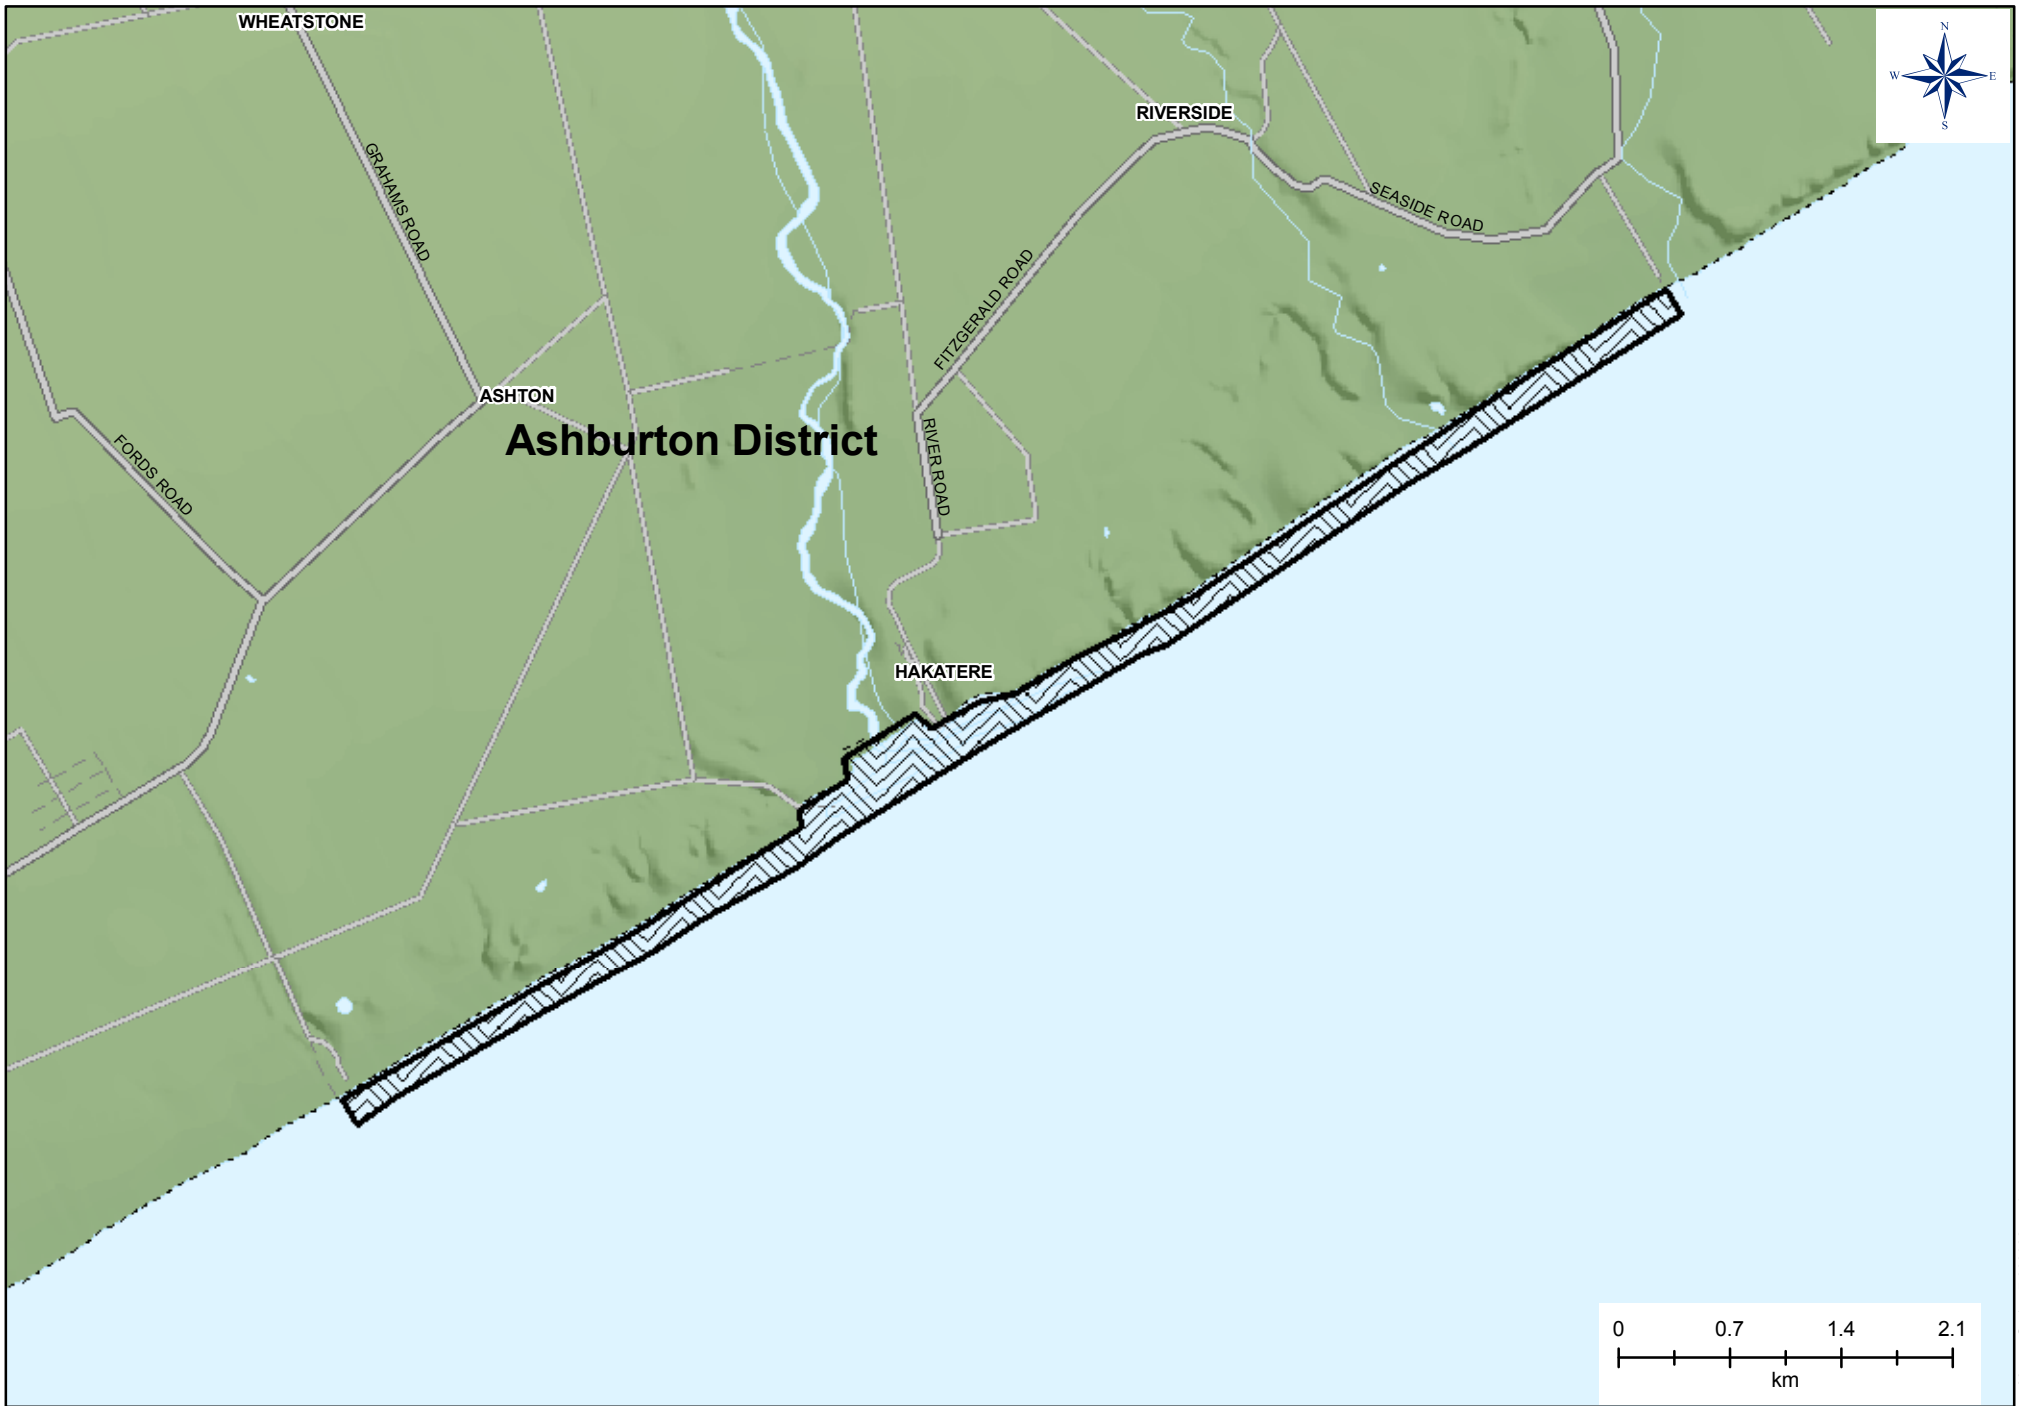 WHEATSTONE
N
W
E
S
RIVERSIDE
GRAHAMS ROAD
SEASIDE ROAD
FITZGERALD ROAD
ASHTON
Ashburton District
FORDS ROAD
RIVER ROAD
HAKATERE
0 0.7 1.4 2.1
km